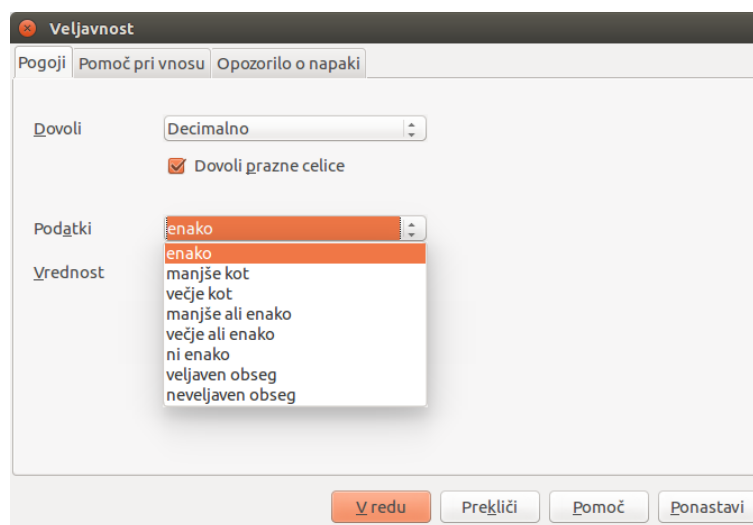 Veljavnost
Pogoji Pomoč pri vnosu Opozorilo o napaki
Dovoli Decimalno
Dovoli prazne celice
Podatki enako
enako
Vrednost manjše kot
večje kot
manjše ali enako
večje ali enako
ni enako
veljaven obseg
neveljaven obseg
V redu Prekliči Pomoč Ponastavi